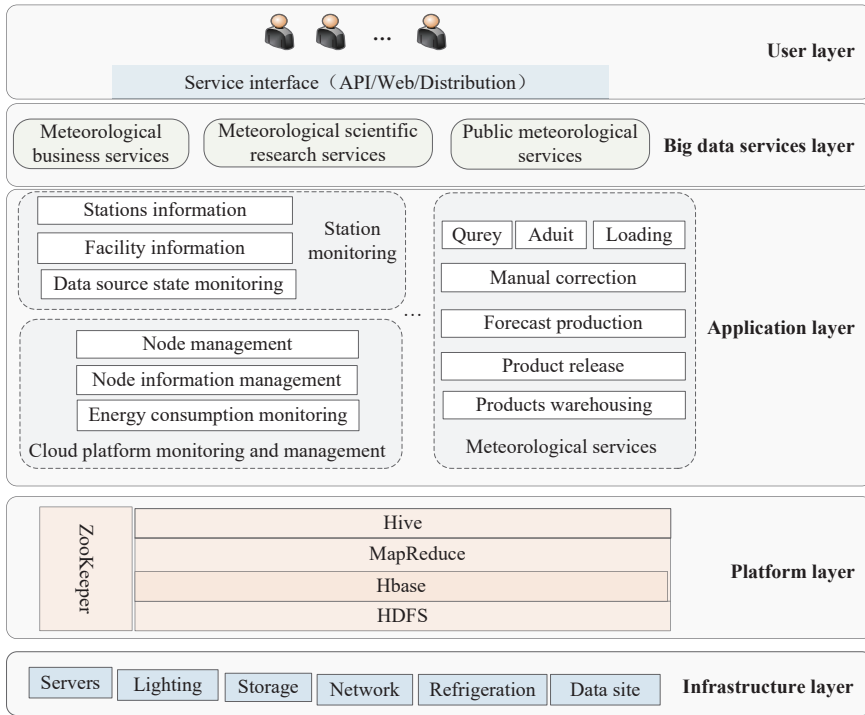 ...
User layer
Service interface（API/Web/Distribution）
Meteorological
business services
Meteorological scientific
research services
Public meteorological
services
Big data services layer
Stations information
Facility information
Data source state monitoring
Station
monitoring
Node management
Node information management
Energy consumption monitoring
Cloud platform monitoring and management
...
Qurey
Aduit
Loading
Manual correction
Forecast production
Product release
Products warehousing
Meteorological services
Application layer
ZooKeeper
Hive
MapReduce
Hbase
HDFS
Platform layer
Servers
Lighting
Storage
Network
Refrigeration
Data site
Infrastructure layer